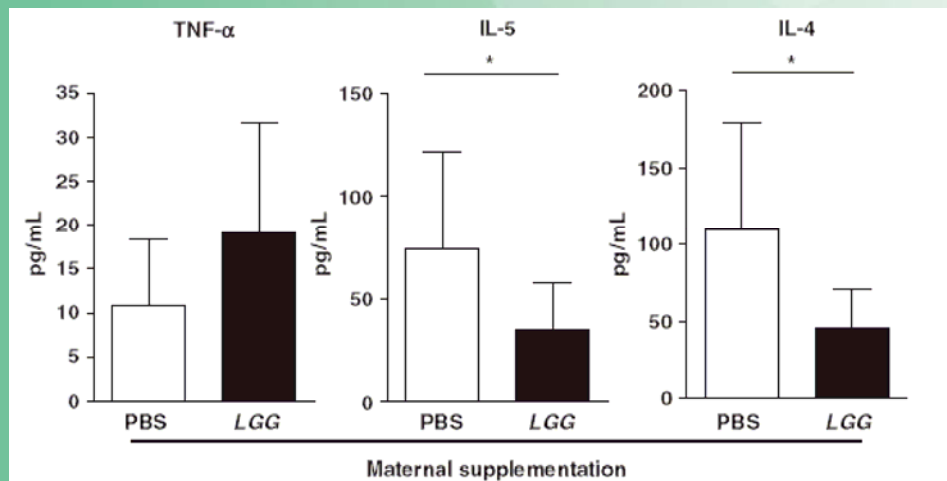 TNF-α
IL-5
IL-4
*
*
35
30
25
20
15
10
5
0
pg/mL
150
100
50
0
pg/mL
200
150
100
50
0
pg/mL
PBS LGG
PBS LGG
PBS LGG
Maternal supplementation